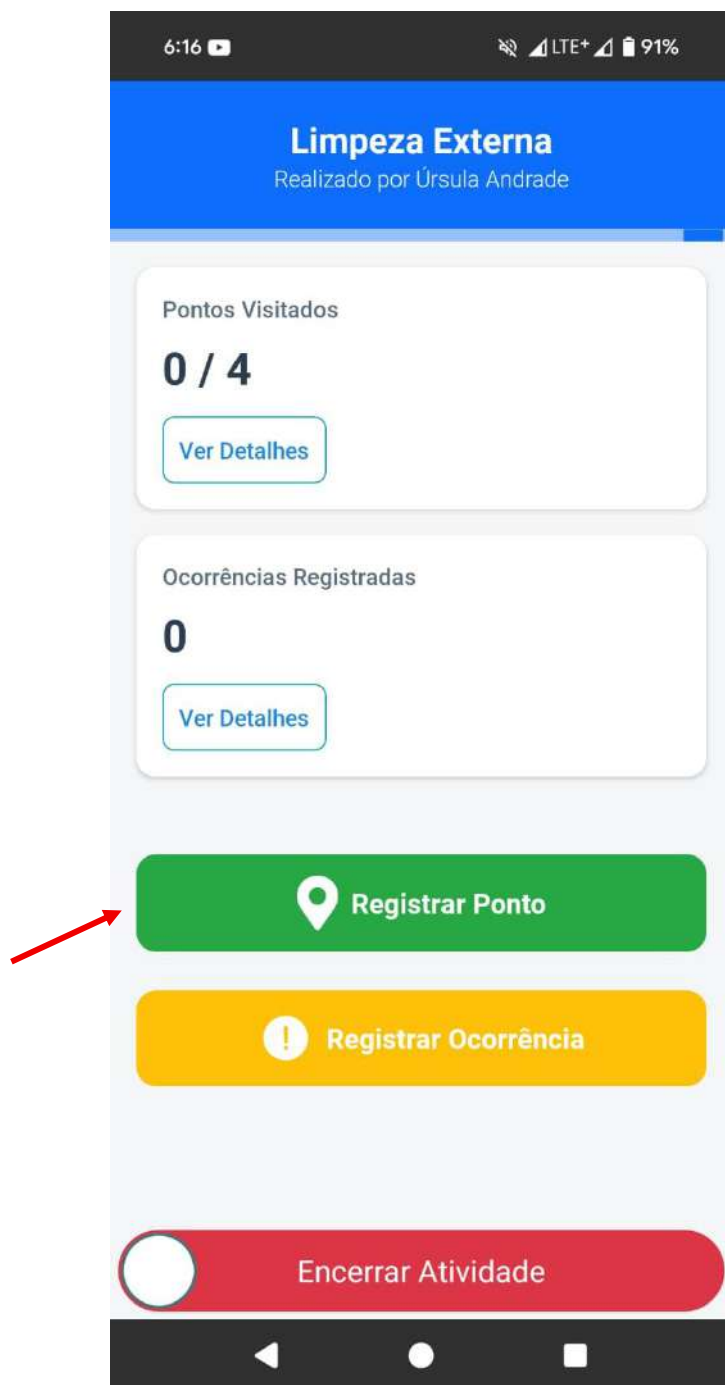 6:16 LTE+ 91%
Limpeza Externa
Realizado por Úrsula Andrade
Pontos Visitados
0 / 4
Ver Detalhes
Ocorrências Registradas
0
Ver Detalhes
Registrar Ponto
! Registrar Ocorrência
Encerrar Atividade